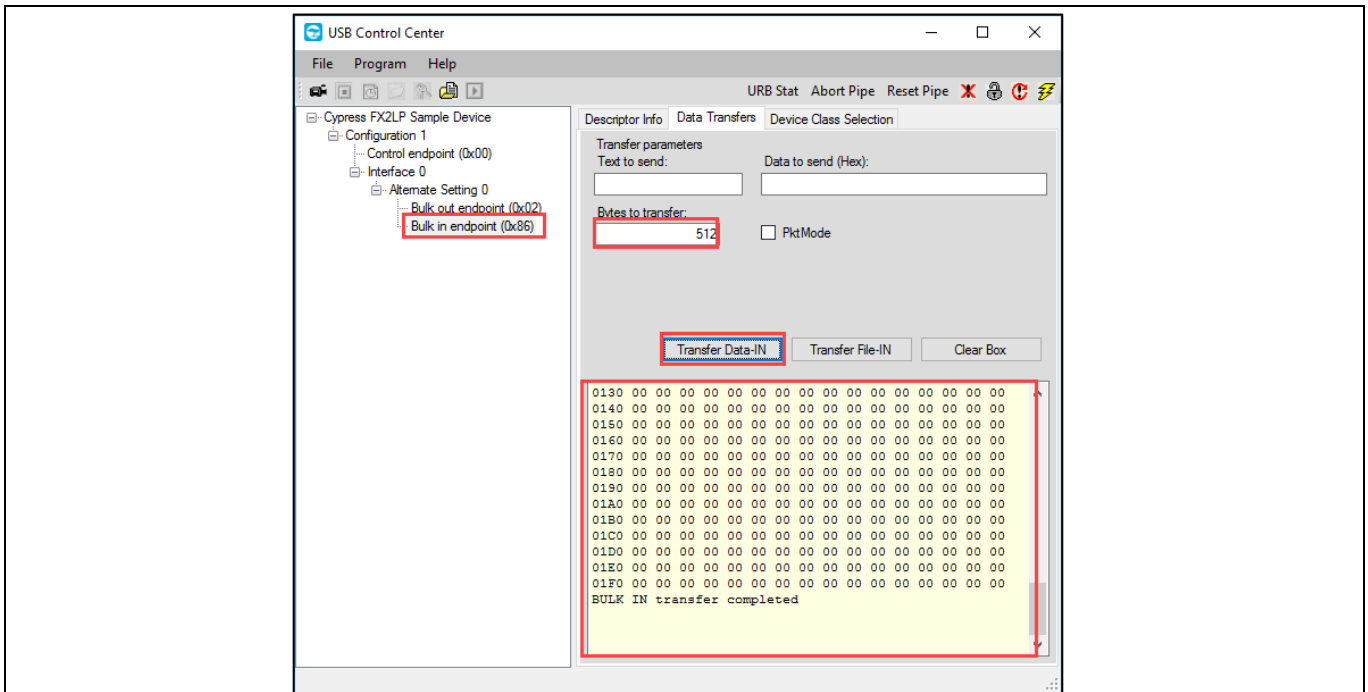 USB Control Center
File Program Help
URB Stat Abort Pipe Reset Pipe
Cypress FX2LP Sample Device
Configuration 1
Control endpoint (0x00)
Interface 0
Alternate Setting 0
Bulk out endpoint (0x02)
Bulk in endpoint (0x86)
Descriptor Info Data Transfers Device Class Selection
Transfer parameters
Text to send: Data to send (Hex):
Bytes to transfer:
512 PktMode
Transfer Data-IN Transfer File-IN Clear Box
0130 00 00 00 00 00 00 00 00 00 00 00 00 00 00 00 00
0140 00 00 00 00 00 00 00 00 00 00 00 00 00 00 00 00
0150 00 00 00 00 00 00 00 00 00 00 00 00 00 00 00 00
0160 00 00 00 00 00 00 00 00 00 00 00 00 00 00 00 00
0170 00 00 00 00 00 00 00 00 00 00 00 00 00 00 00 00
0180 00 00 00 00 00 00 00 00 00 00 00 00 00 00 00 00
0190 00 00 00 00 00 00 00 00 00 00 00 00 00 00 00 00
01A0 00 00 00 00 00 00 00 00 00 00 00 00 00 00 00 00
01B0 00 00 00 00 00 00 00 00 00 00 00 00 00 00 00 00
01C0 00 00 00 00 00 00 00 00 00 00 00 00 00 00 00 00
01D0 00 00 00 00 00 00 00 00 00 00 00 00 00 00 00 00
01E0 00 00 00 00 00 00 00 00 00 00 00 00 00 00 00 00
01F0 00 00 00 00 00 00 00 00 00 00 00 00 00 00 00 00
BULK IN transfer completed